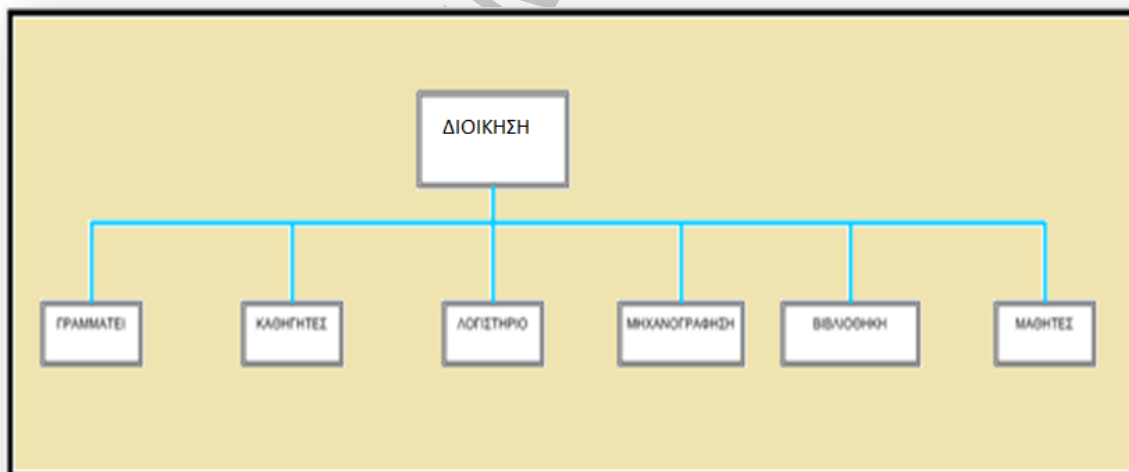 ΔΙΟΙΚΗΣΗ
ΓΡΑΜΜΑΤΕΙ
ΚΑΘΗΓΗΤΕΣ
ΛΟΓΙΣΤΗΡΙΟ
ΜΗΧΑΝΟΓΡΑΦΗΣΗ
ΒΙΒΛΙΟΘΗΚΗ
ΜΑΘΗΤΕΣ